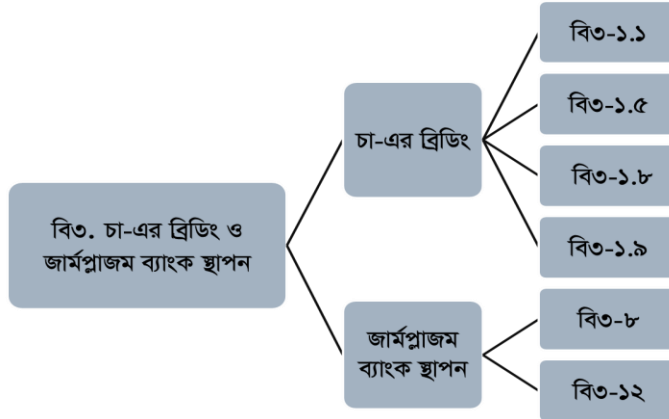 বি৩. চা-এর ব্রিডিং ও
জার্মপ্লাজম ব্যাংক স্থাপন
চা-এর ব্রিডিং
বি৩-১.১
বি৩-১.৫
বি৩-১.৮
বি৩-১.৯
জার্মপ্লাজম
ব্যাংক স্থাপন
বি৩-৮
বি৩-১২